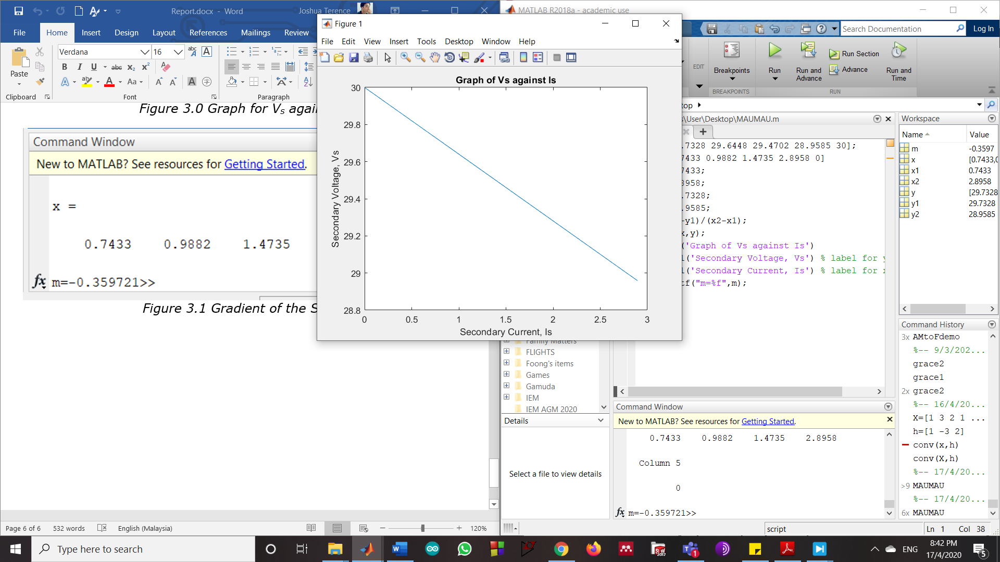 Report.docx - Word
Joshua Terence
File Home Insert Design Layout References Mailings Review
Verdana 16
Paste
Clipboard
Font
Paragraph
Figure 3.0 Graph for Vs agai
Command Window
New to MATLAB? See resources for Getting Started.
x =
0.7433 0.9882 1.4735
fx m=-0.359721>>
Figure 3.1 Gradient of the S
Page 6 of 6 532 words English (Malaysia)
120%
Figure 1
File Edit View Insert Tools Desktop Window Help
Graph of Vs against Is
Secondary Voltage, Vs
30
29.8
29.6
29.4
29.2
29
28.8
0 0.5 1 1.5 2 2.5 3
Secondary Current, Is
MATLAB R2018a - academic use
Search Documentation
Log In
EDIT
Breakpoints
Run
Run and Advance
Run Section
Advance
Run and Time
BREAKPOINTS
RUN
top
s\User\Desktop\MAUMAU.m
.7328 29.6448 29.4702 28.9585 30];
7433 0.9882 1.4735 2.8958 0]
7433;
8958;
.7328;
.9585;
-y1)/(x2-x1);
x,y);
('Graph of Vs against Is')
l('Secondary Voltage, Vs') % label for y
l('Secondary Current, Is') % label for x
tf("m=%f",m);
Workspace
Name Value
m -0.3597
x [0.7433,0
x1 0.7433
x2 2.8958
y [29.7328
y1 29.7328
y2 28.9585
Family Matters
FLIGHTS
Foong's items
Games
Gamuda
IEM
IEM AGM 2020
Details
Select a file to view details
Command Window
New to MATLAB? See resources for Getting Started.
0.7433 0.9882 1.4735 2.8958
Column 5
0
fx m=-0.359721>>
Command History
3x AMtoFdemo
%-- 9/3/202...
grace2
grace1
2x grace2
%-- 16/4/20...
X=[1 3 2 1 ...
h=[1 -3 2]
conv(x,h)
conv(X,h)
%-- 17/4/20...
>9 MAUMAU
%-- 17/4/20...
6x MAUMAU
script
Ln 1 Col 38
Type here to search
ENG
8:42 PM
17/4/2020
5